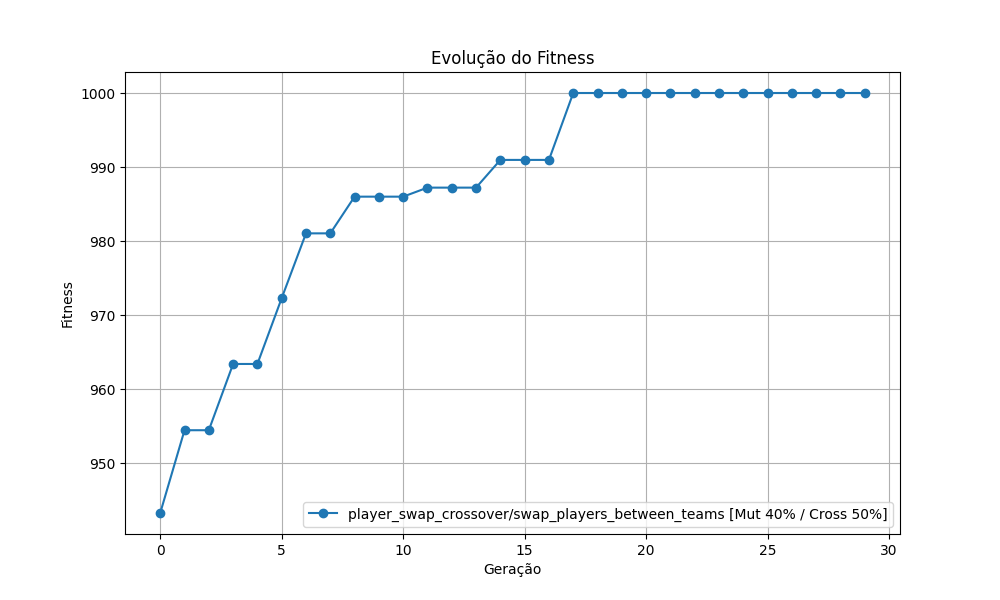 Evolução do Fitness
1000
990
980
970
960
950
Fitness
0 5 10 15 20 25 30
Geração
player_swap_crossover/swap_players_between_teams [Mut 40% / Cross 50%]